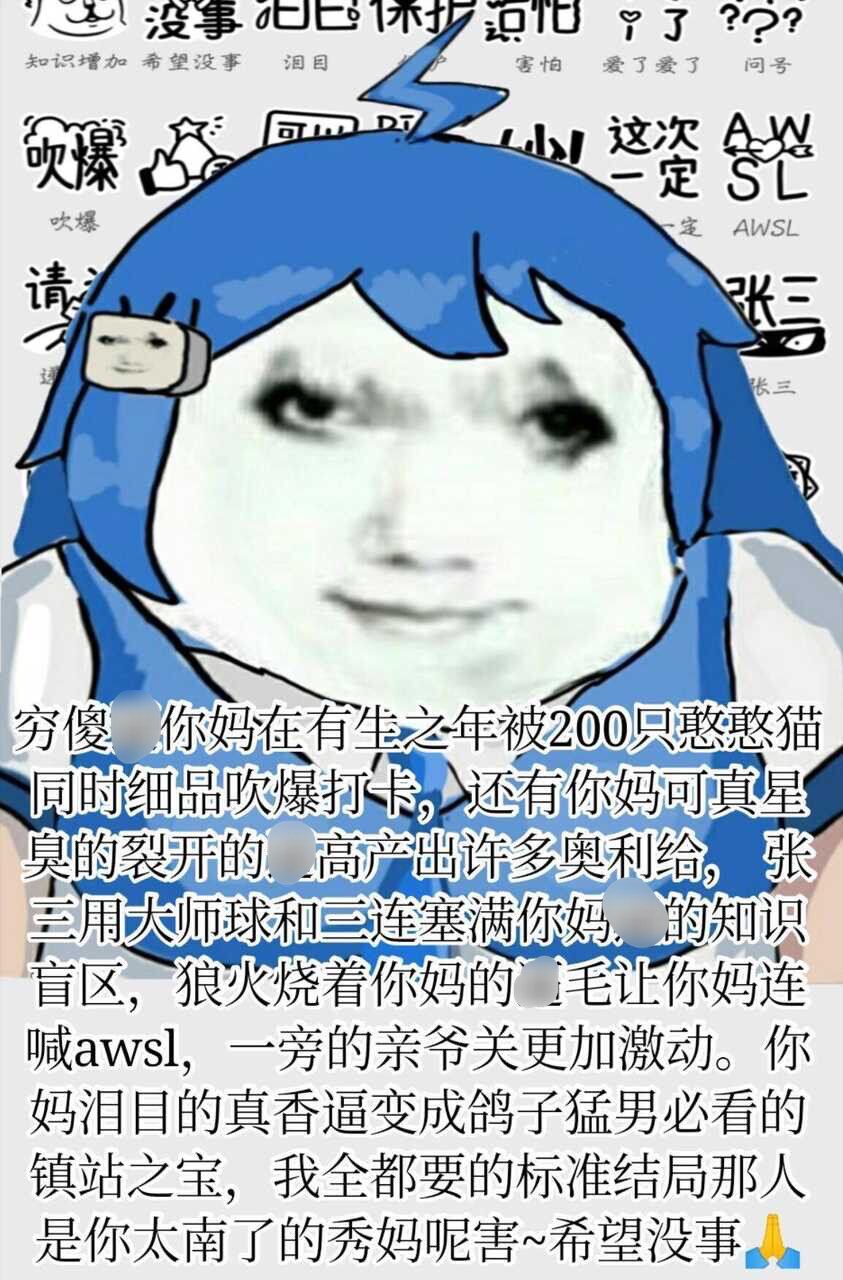 知识增加 希望没事 泪目 害怕 爱了爱了 问号
没事 泪目 保护 害怕 了 ???
吹爆 这次一定 AWSL
吹爆 一定 AWSL
请 张三
张三
穷傻你妈在有生之年被200只憨憨猫
同时细品吹爆打卡，还有你妈可真星
臭的裂开的高产出许多奥利给，张
三用大师球和三连塞满你妈的知识
盲区，狼火烧着你妈的毛让你妈连
喊awsl，一旁的亲爷关更加激动。你
妈泪目的真香逼变成鸽子猛男必看的
镇站之宝，我全都要的标准结局那人
是你太南了的秀妈呢害~希望没事🙏